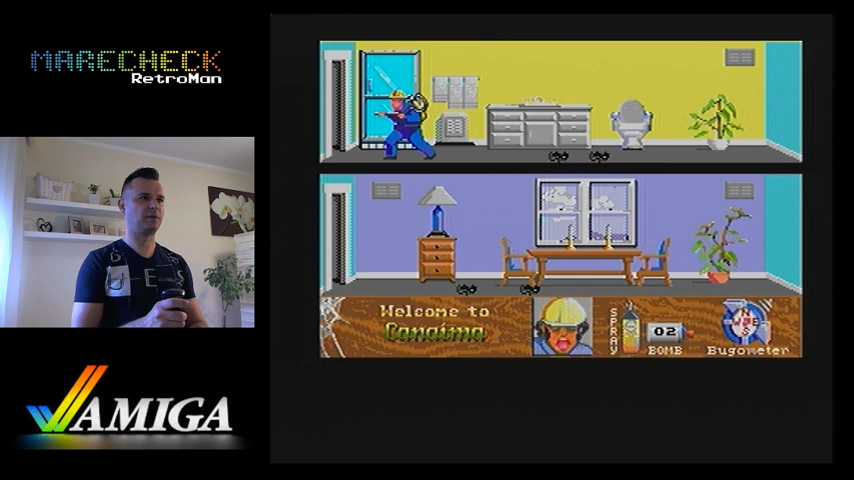 MARECHECK
RetroMan
AMIGA
Welcome to
Canaima
SPRAY
02
BOMB
N
W E
S
Bugometer